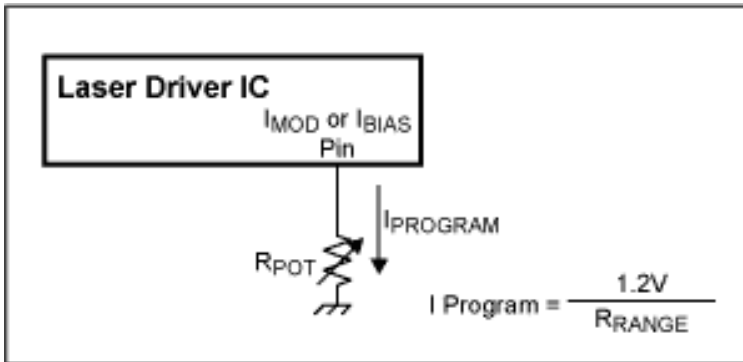 Laser Driver IC
IMOD or IBIAS
Pin
IPROGRAM
RPOT
I Program = 1.2V / RRANGE